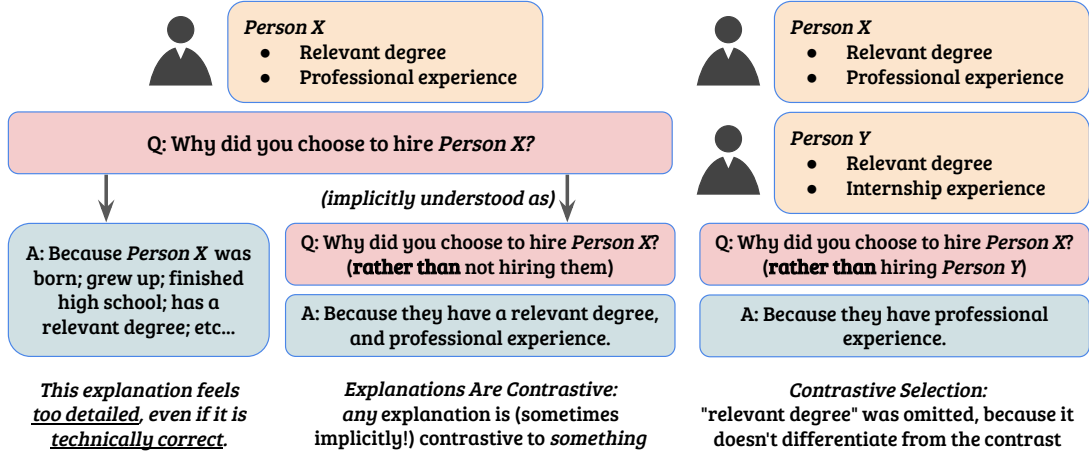 Person X
● Relevant degree
● Professional experience
Q: Why did you choose to hire Person X?
(implicitly understood as)
A: Because Person X was
born; grew up; finished
high school; has a
relevant degree; etc...
This explanation feels
too detailed, even if it is
technically correct.
Q: Why did you choose to hire Person X?
(rather than not hiring them)
A: Because they have a relevant degree,
and professional experience.
Explanations Are Contrastive:
any explanation is (sometimes
implicitly!) contrastive to something
Person X
● Relevant degree
● Professional experience
Person Y
● Relevant degree
● Internship experience
Q: Why did you choose to hire Person X?
(rather than hiring Person Y)
A: Because they have professional
experience.
Contrastive Selection:
"relevant degree" was omitted, because it
doesn't differentiate from the contrast